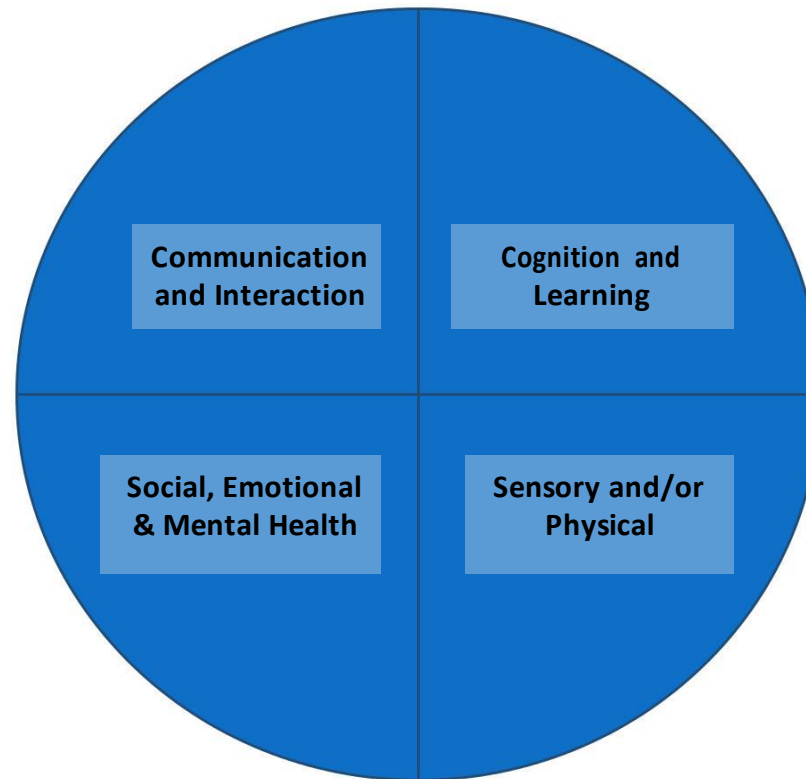 Communication
and Interaction
Cognition and
Learning
Social, Emotional
& Mental Health
Sensory and/or
Physical